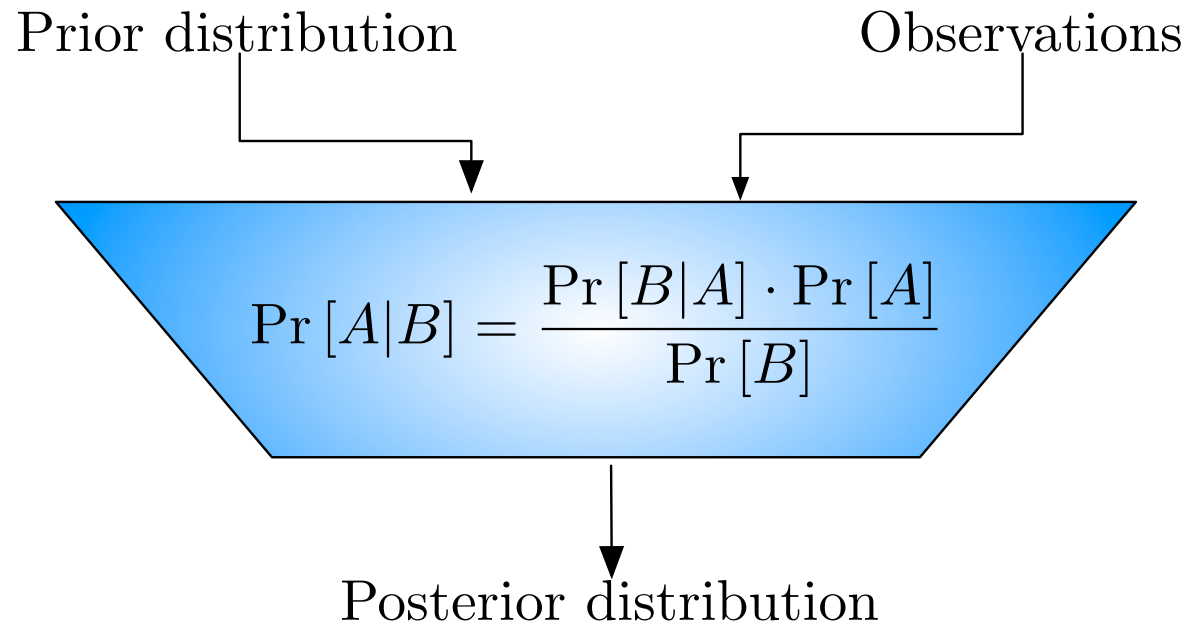 Prior distribution
Observations
Pr [B|A] · Pr [A]
Pr [A|B] =
Pr [B]
Posterior distribution